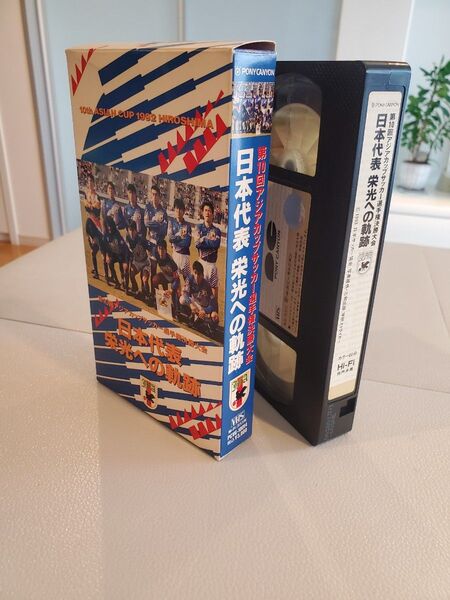 10th ASIAN CUP 1992 HIROSHIMA
日本代表
栄光への軌跡
PONY CANYON
第10回アジアカップサッカー選手権決勝大会
日本代表 栄光への軌跡
VHS
PONY CANYON
第10回アジアカップサッカー選手権決勝大会
日本代表 栄光への軌跡
Hi-Fi